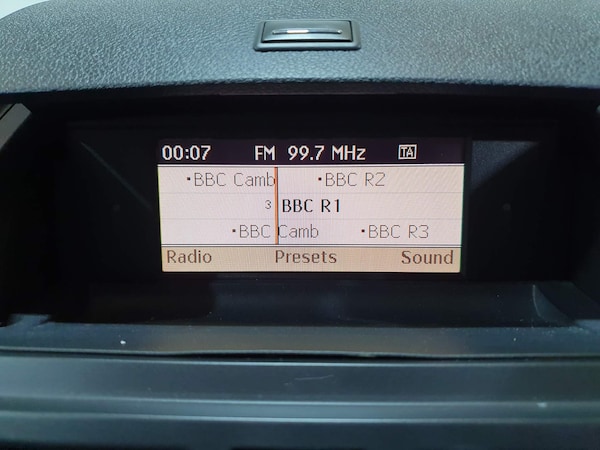 00:07 FM 99.7 MHz TA
•BBC Camb •BBC R2
3 BBC R1
•BBC Camb •BBC R3
Radio Presets Sound